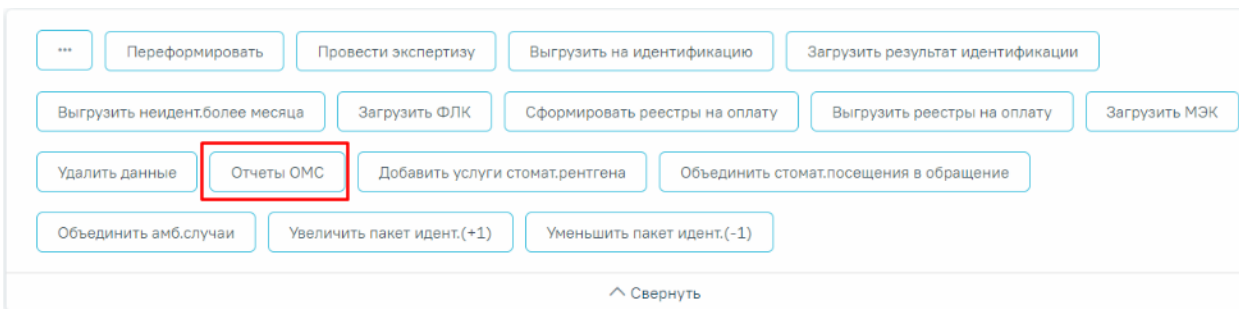 ... Переформировать Провести экспертизу Выгрузить на идентификацию Загрузить результат идентификации
Выгрузить неидент.более месяца Загрузить ФЛК Сформировать реестры на оплату Выгрузить реестры на оплату Загрузить МЭК
Удалить данные Отчеты ОМС Добавить услуги стомат.рентгена Объединить стомат.посещения в обращение
Объединить амб.случаи Увеличить пакет идент.(+1) Уменьшить пакет идент.(-1)
Свернуть